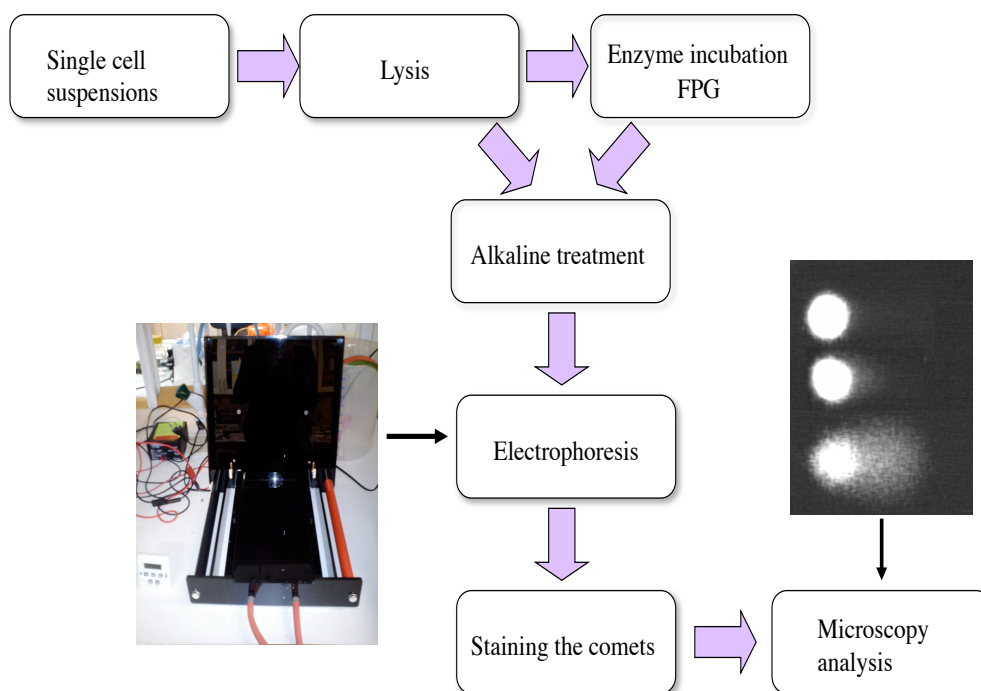 Single cell
suspensions
Lysis
Enzyme incubation
FPG
Alkaline treatment
Electrophoresis
Staining the comets
Microscopy
analysis